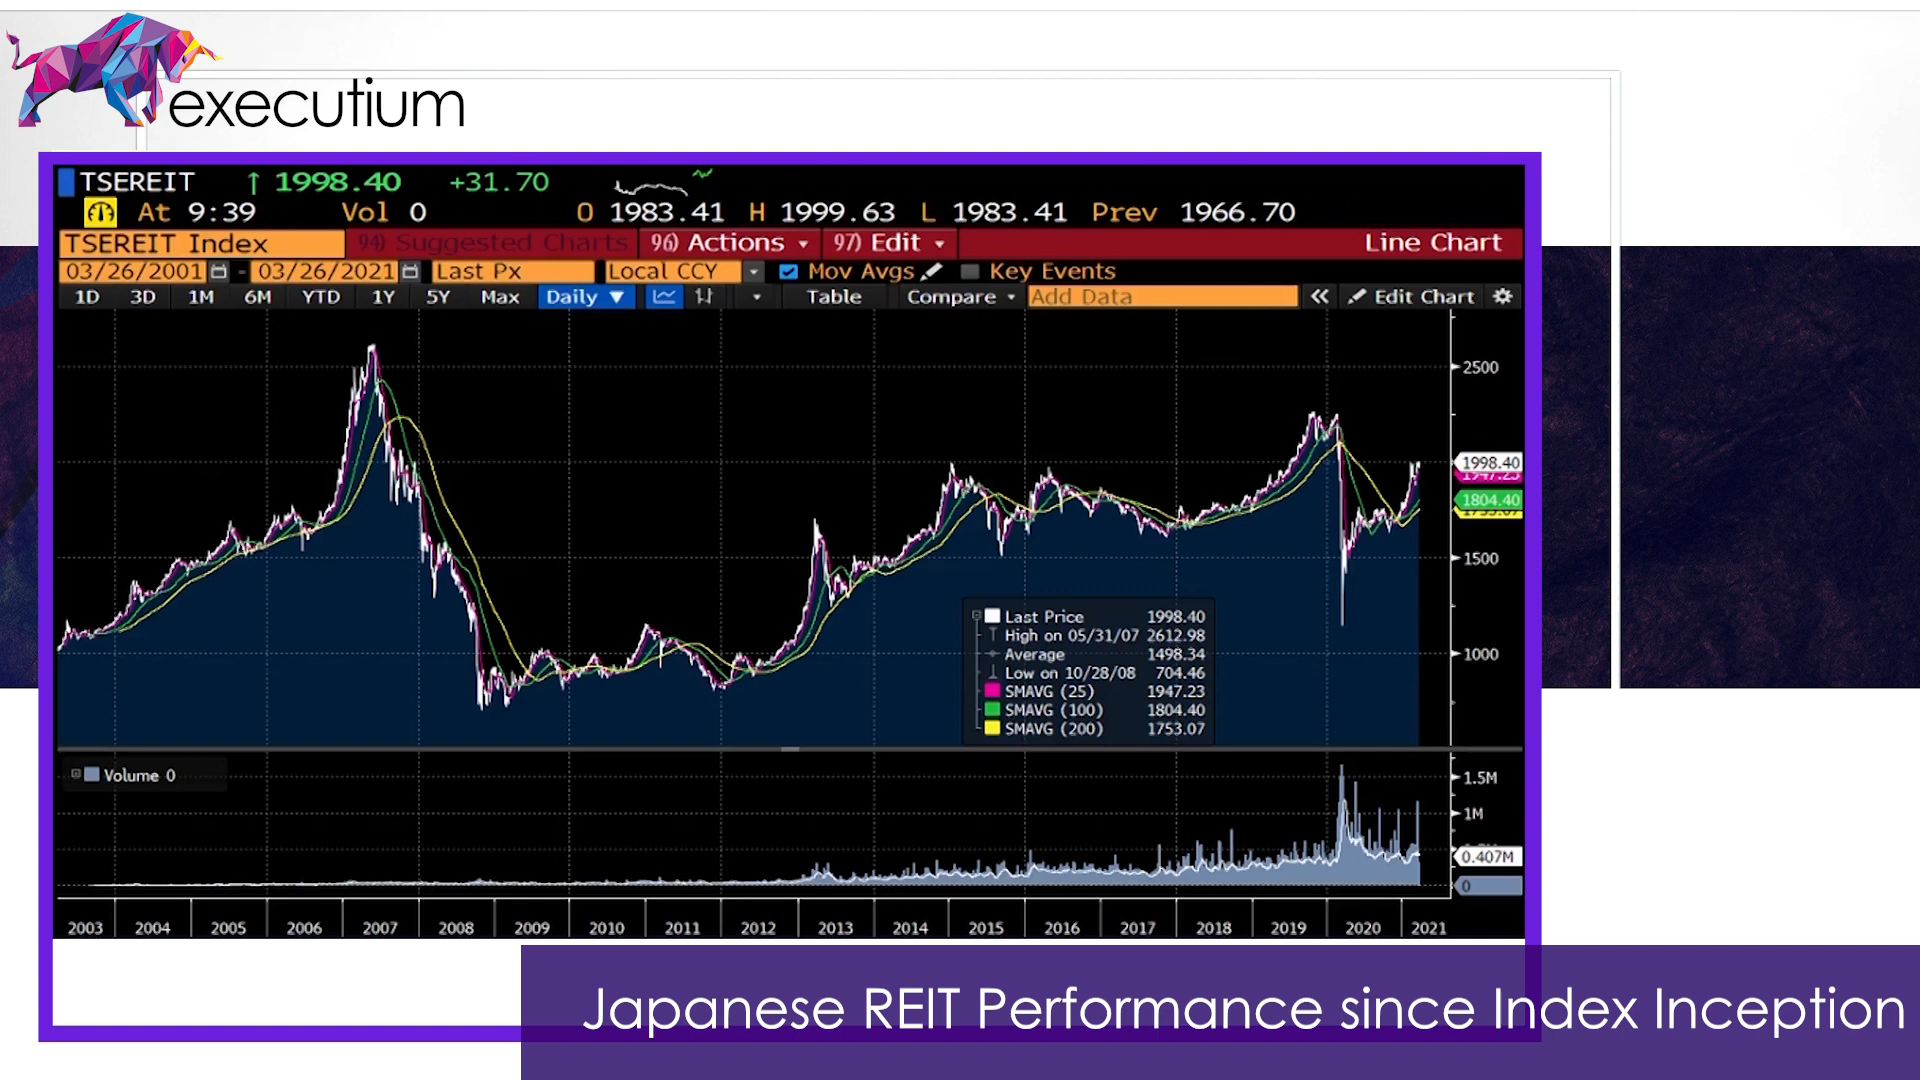 executium
TSEREIT ↑ 1998.40 +31.70
At 9:39 Vol 0 O 1983.41 H 1999.63 L 1983.41 Prev 1966.70
TSEREIT Index 94) Suggested Charts 96) Actions 97) Edit Line Chart
03/26/2001 - 03/26/2021 Last Px Local CCY Mov Avgs Key Events
1D 3D 1M 6M YTD 1Y 5Y Max Daily ▼ Table Compare Add Data « Edit Chart
2500
1998.40
1947.23
1804.40
1753.07
1500
1000
Last Price 1998.40
High on 05/31/07 2612.98
Average 1498.34
Low on 10/28/08 704.46
SMAVG (25) 1947.23
SMAVG (100) 1804.40
SMAVG (200) 1753.07
Volume 0
1.5M
1M
0.407M
0
2003 2004 2005 2006 2007 2008 2009 2010 2011 2012 2013 2014 2015 2016 2017 2018 2019 2020 2021
Japanese REIT Performance since Index Inception